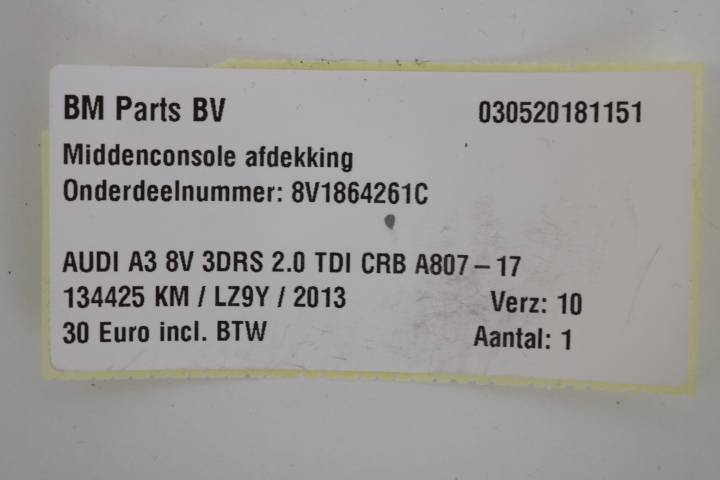 BM Parts BV 030520181151
Middenconsole afdekking
Onderdeelnummer: 8V1864261C
AUDI A3 8V 3DRS 2.0 TDI CRB A807 – 17
134425 KM / LZ9Y / 2013 Verz: 10
30 Euro incl. BTW Aantal: 1